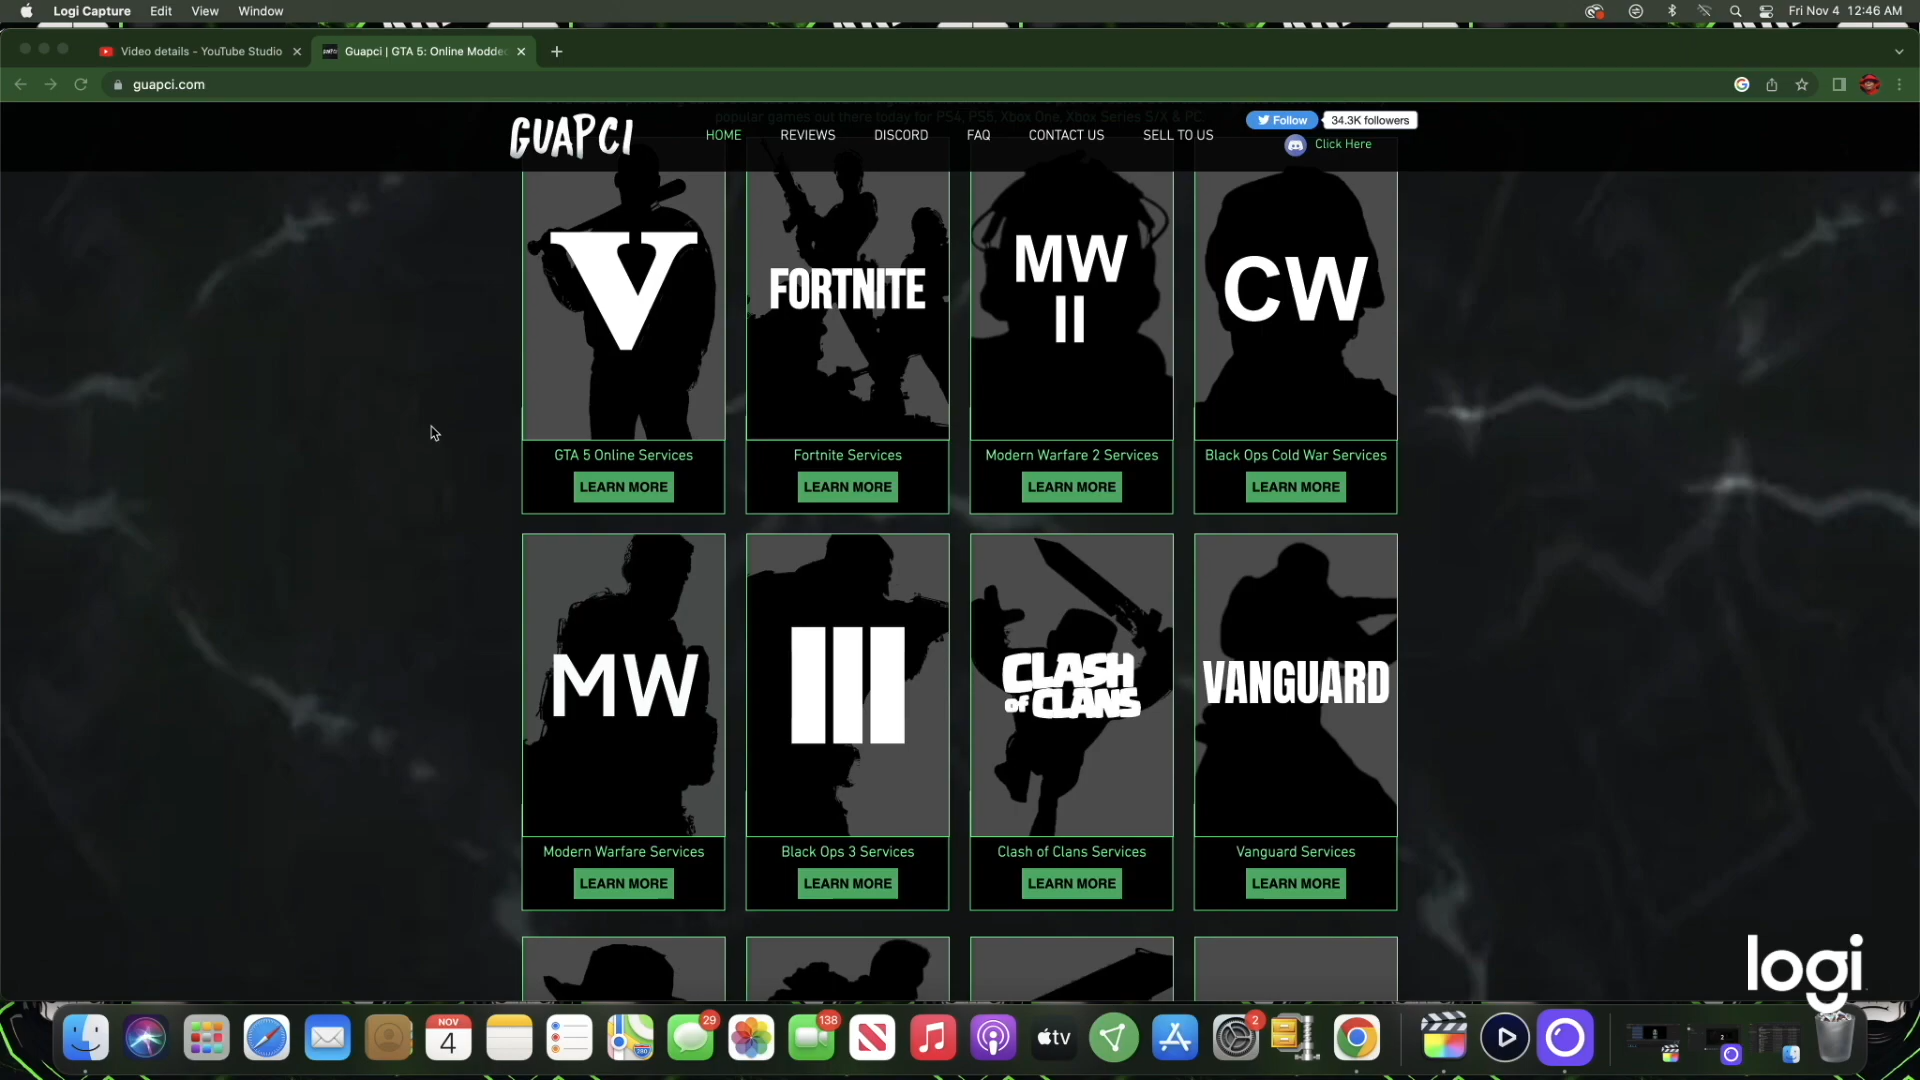 Logi Capture Edit View Window
Fri Nov 4 12:46 AM
Video details - YouTube Studio
Guapci | GTA 5: Online Modded
guapci.com
popular games out there today for PS4, PS5, Xbox One, Xbox Series S/X & PC
GUAPCI
HOME REVIEWS DISCORD FAQ CONTACT US SELL TO US
Follow 34.3K followers
Click Here
V
FORTNITE
MW
II
CW
GTA 5 Online Services
LEARN MORE
Fortnite Services
LEARN MORE
Modern Warfare 2 Services
LEARN MORE
Black Ops Cold War Services
LEARN MORE
MW
III
CLASH
OF CLANS
VANGUARD
Modern Warfare Services
LEARN MORE
Black Ops 3 Services
LEARN MORE
Clash of Clans Services
LEARN MORE
Vanguard Services
LEARN MORE
logi
NOV
4
29
138
tv
2